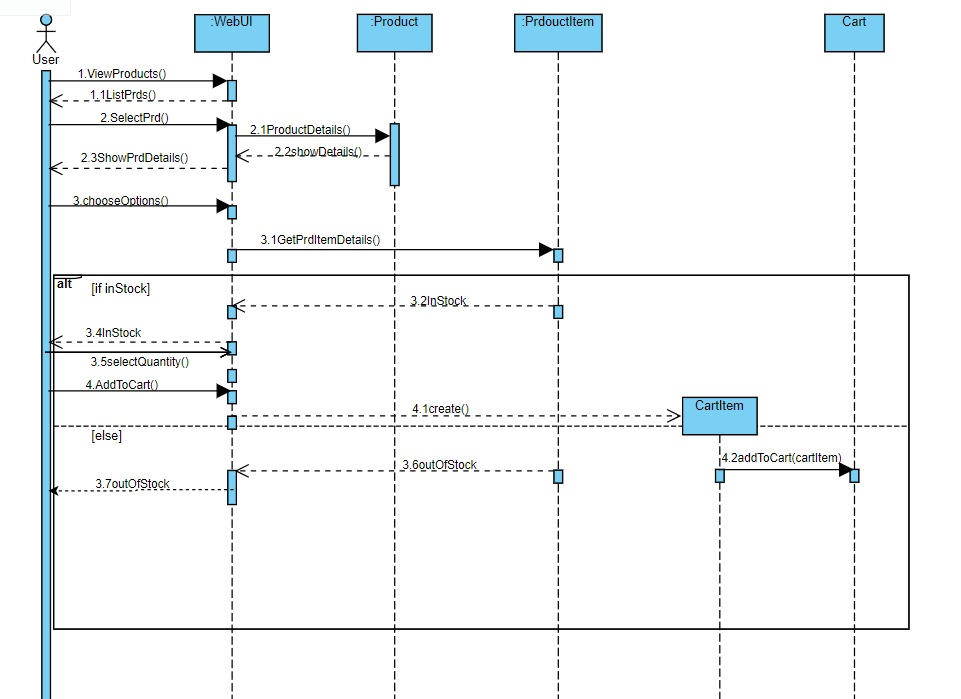 :WebUI
:Product
:PrdouctItem
Cart
User
1.ViewProducts()
1.1ListPrds()
2.SelectPrd()
2.1ProductDetails()
2.2showDetails()
2.3ShowPrdDetails()
3.chooseOptions()
3.1GetPrdItemDetails()
alt
[if inStock]
3.2InStock
3.4InStock
3.5selectQuantity()
4.AddToCart()
4.1create()
CartItem
[else]
4.2addToCart(cartItem)
3.6outOfStock
3.7outOfStock